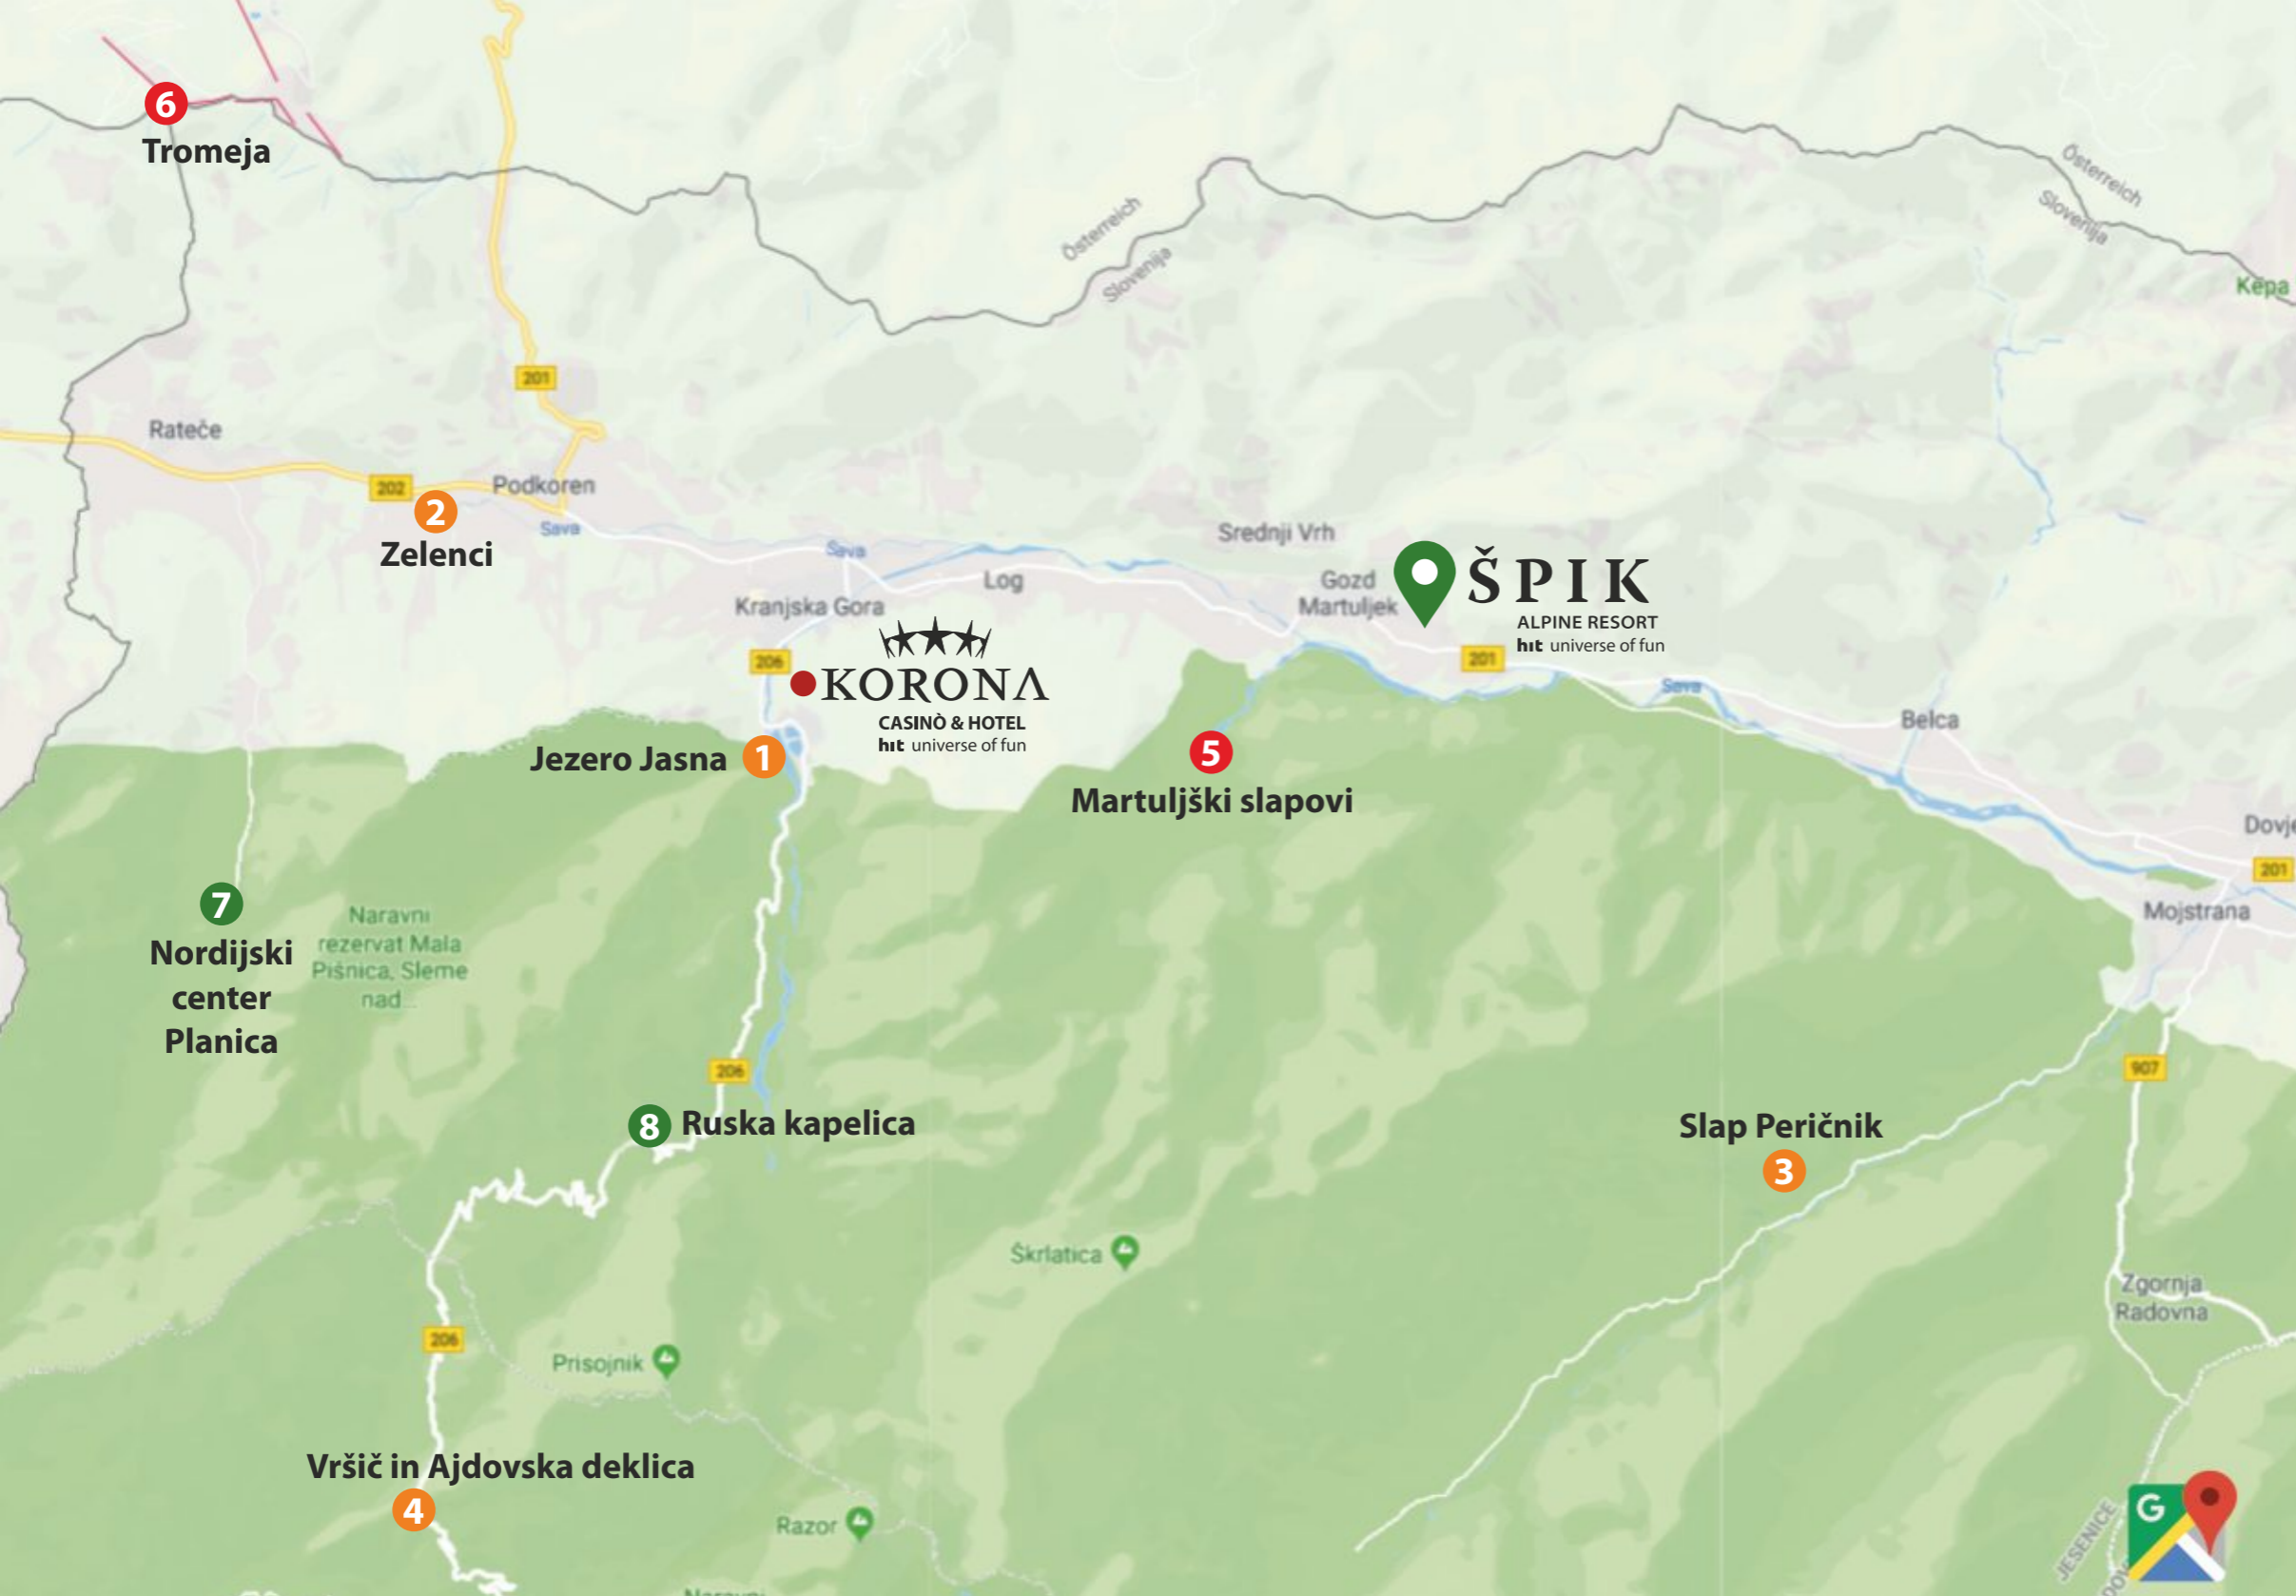 6
Tromeja
Österreich
Slovenija
Österreich
Slovenija
Kepa
201
Rateče
202
Podkoren
2
Sava
Zelenci
Sava
Srednji Vrh
Log
Gozd
Martuljek
ŠPIK
ALPINE RESORT
hıt universe of fun
Kranjska Gora
206
KORONA
CASINÒ & HOTEL
hıt universe of fun
201
Sava
Belca
Jezero Jasna 1
5
Martuljški slapovi
Dovje
201
Mojstrana
7
Nordijski
center
Planica
Naravni
rezervat Mala
Pišnica, Sleme
nad...
206
907
8 Ruska kapelica
Slap Peričnik
3
Škrlatica
Zgornja
Radovna
206
Prisojnik
Vršič in Ajdovska deklica
4
Razor
JESENICE
G
Naravni